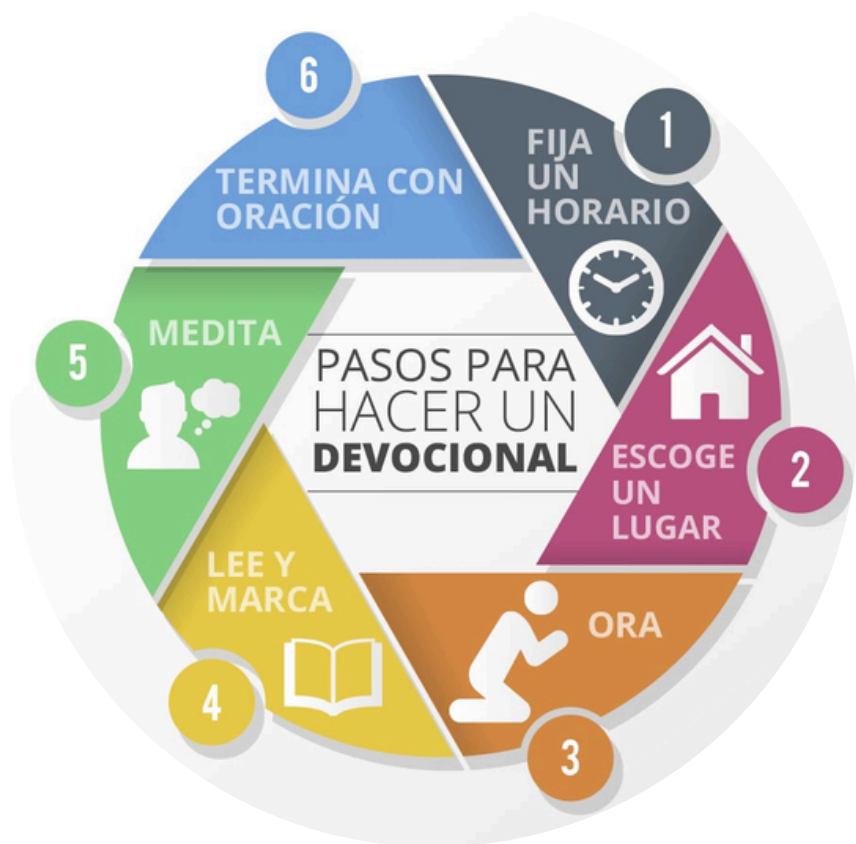 PASOS PARA
HACER UN
DEVOCIONAL
1
FIJA
UN
HORARIO
2
ESCOGE
UN
LUGAR
3
ORA
4
LEE Y
MARCA
5
MEDITA
6
TERMINA CON
ORACIÓN